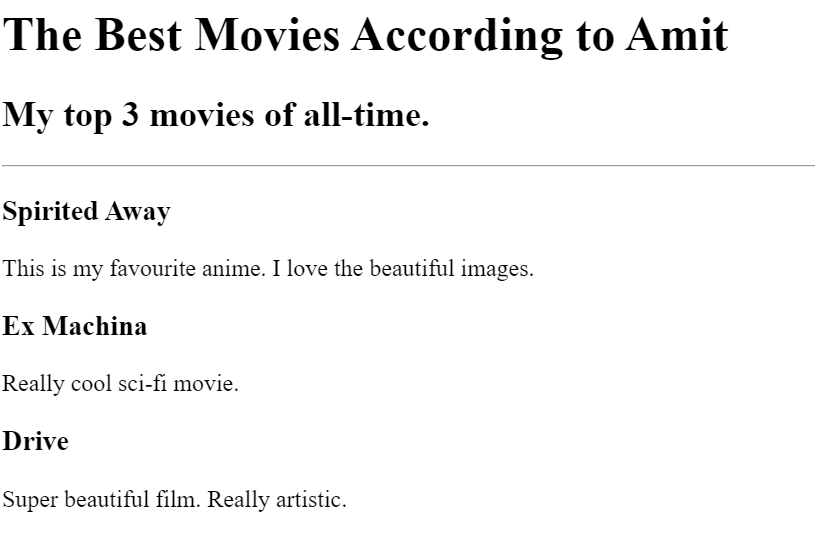 The Best Movies According to Amit
My top 3 movies of all-time.
Spirited Away
This is my favourite anime. I love the beautiful images.
Ex Machina
Really cool sci-fi movie.
Drive
Super beautiful film. Really artistic.